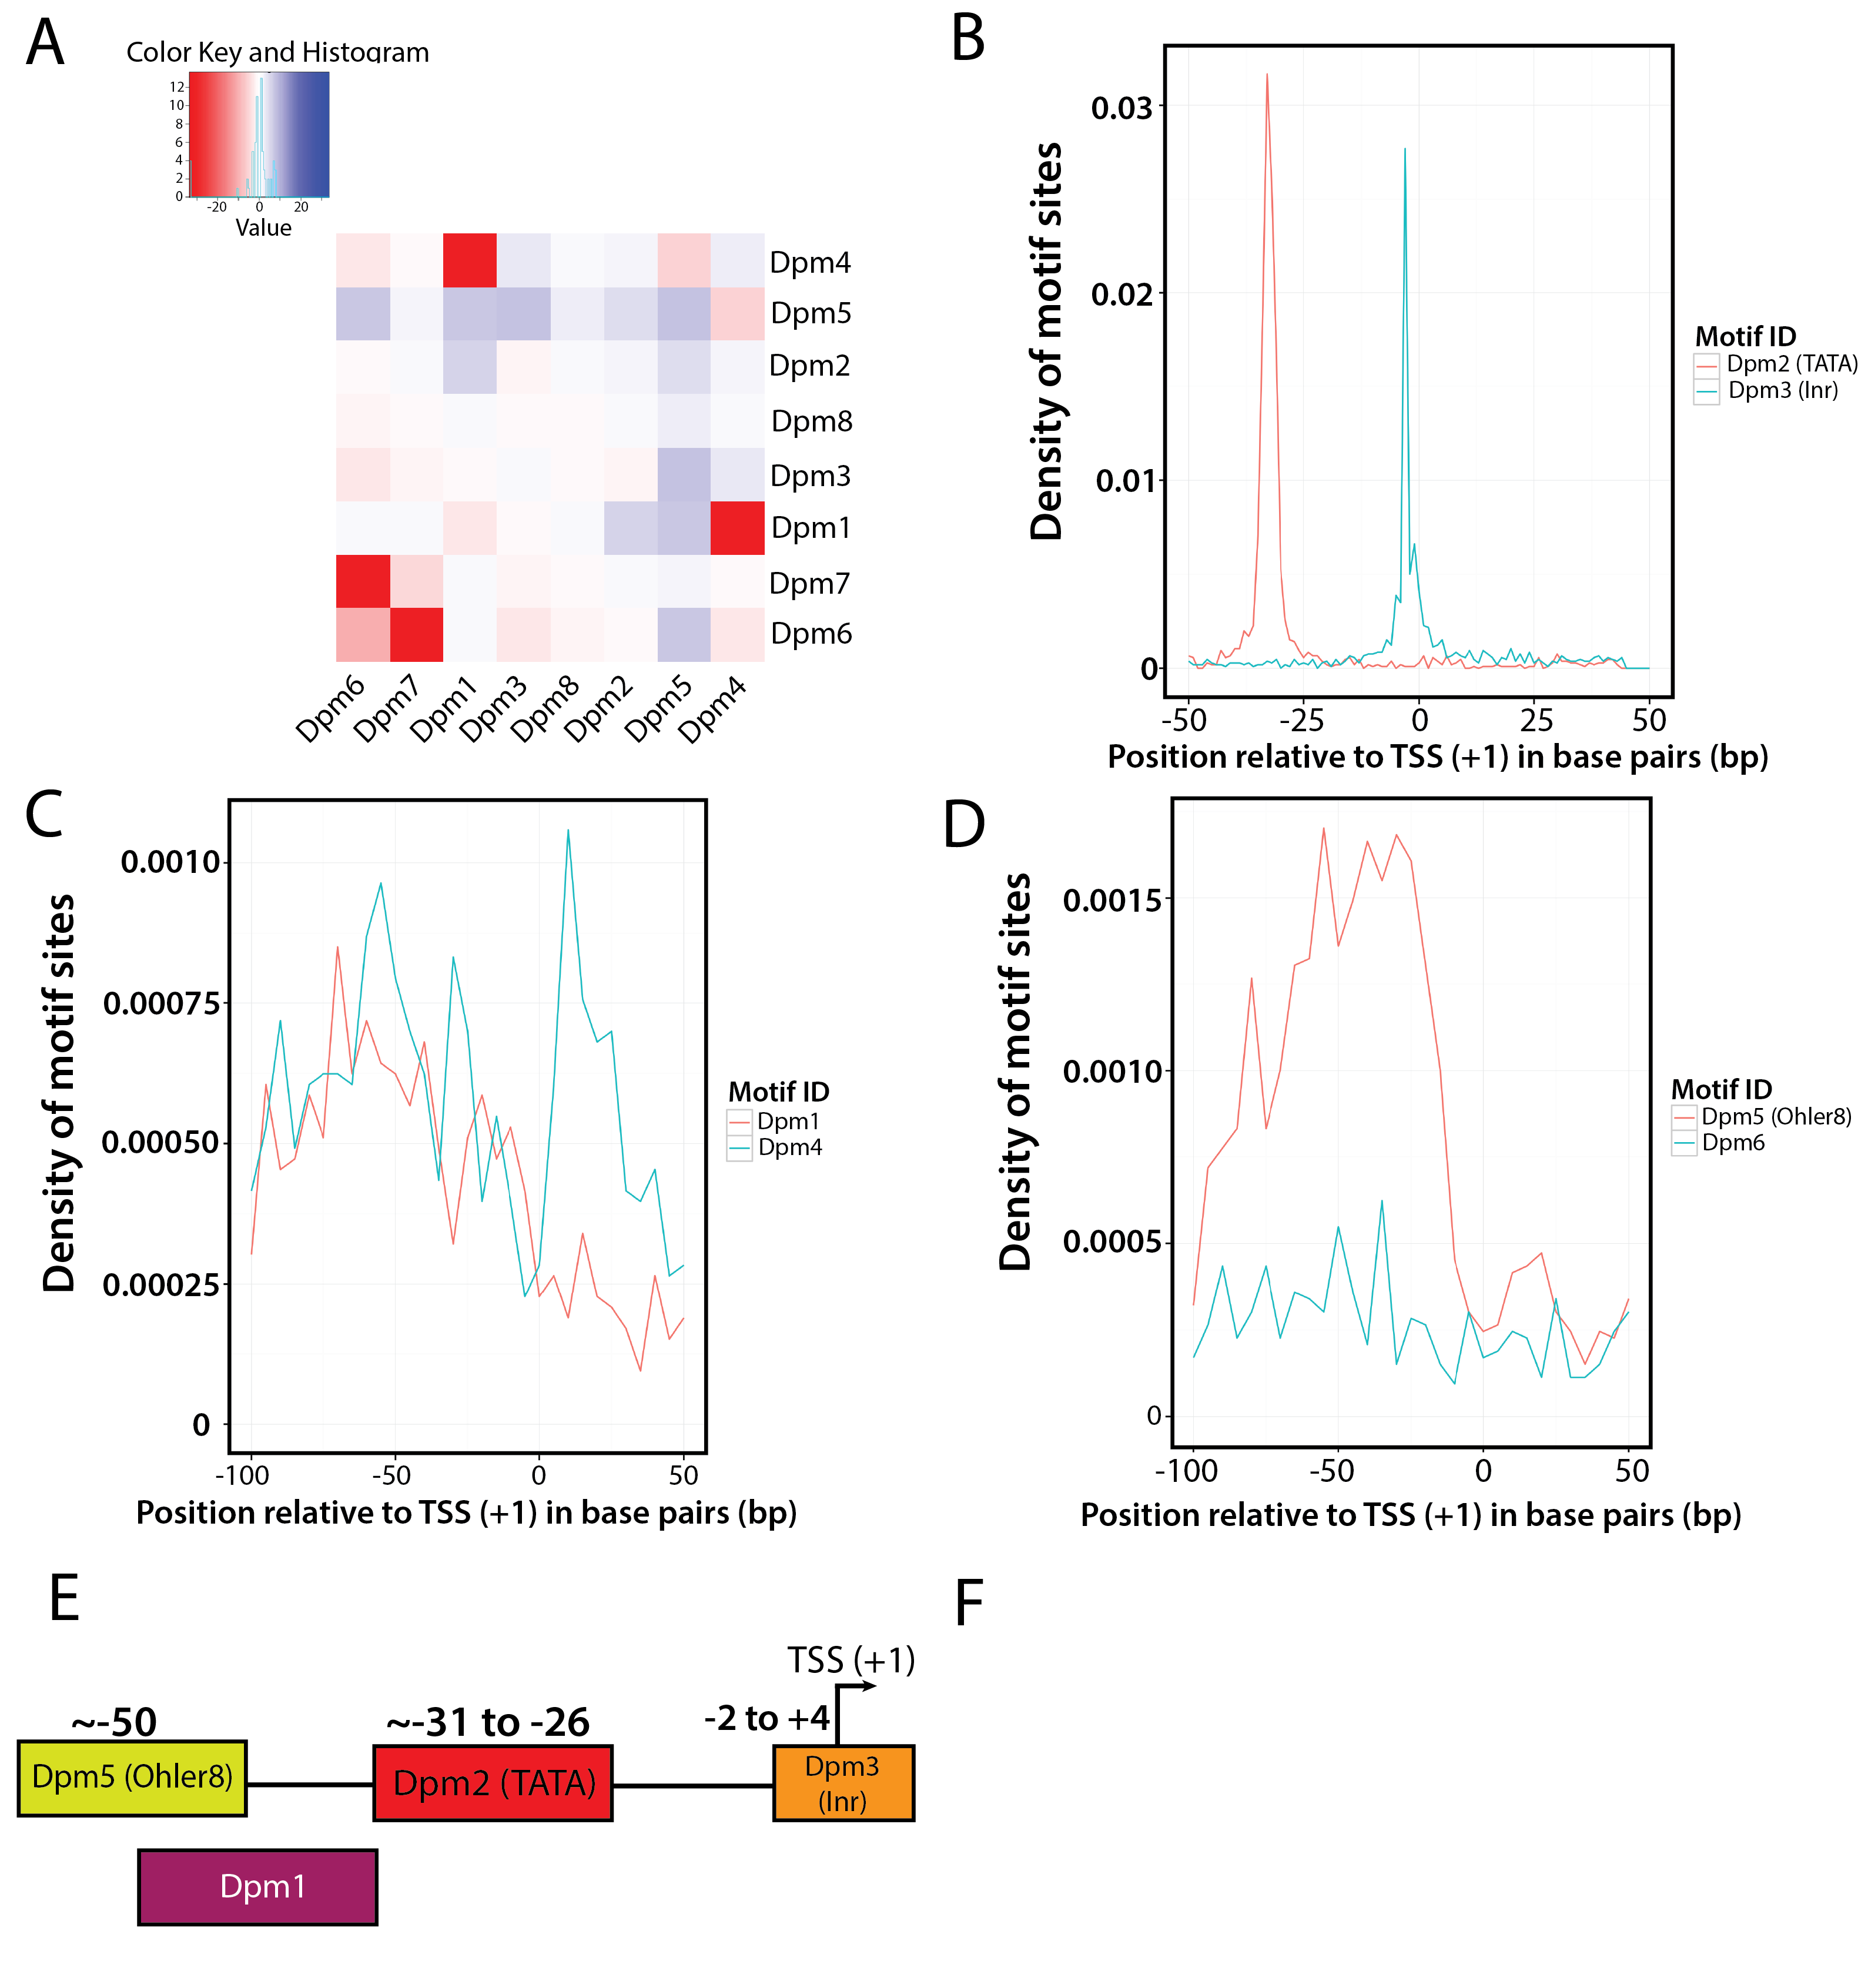 A
Color Key and Histogram
12
10
8
6
4
2
0
-20
0
20
Value
Dpm4
Dpm5
Dpm2
Dpm8
Dpm3
Dpm1
Dpm7
Dpm6
Dpm6
Dpm7
Dpm1
Dpm3
Dpm8
Dpm2
Dpm5
Dpm4
B
Density of motif sites
0.03
0.02
0.01
0
-50
-25
0
25
50
Position relative to TSS (+1) in base pairs (bp)
Motif ID
Dpm2 (TATA)
Dpm3 (Inr)
C
Density of motif sites
0.0010
0.00075
0.00050
0.00025
0
-100
-50
0
50
Position relative to TSS (+1) in base pairs (bp)
Motif ID
Dpm1
Dpm4
D
Density of motif sites
0.0015
0.0010
0.0005
0
-100
-50
0
50
Position relative to TSS (+1) in base pairs (bp)
Motif ID
Dpm5 (Ohler8)
Dpm6
E
TSS (+1)
~-50
~-31 to -26
-2 to +4
Dpm5 (Ohler8)
Dpm2 (TATA)
Dpm3
(Inr)
Dpm1
F